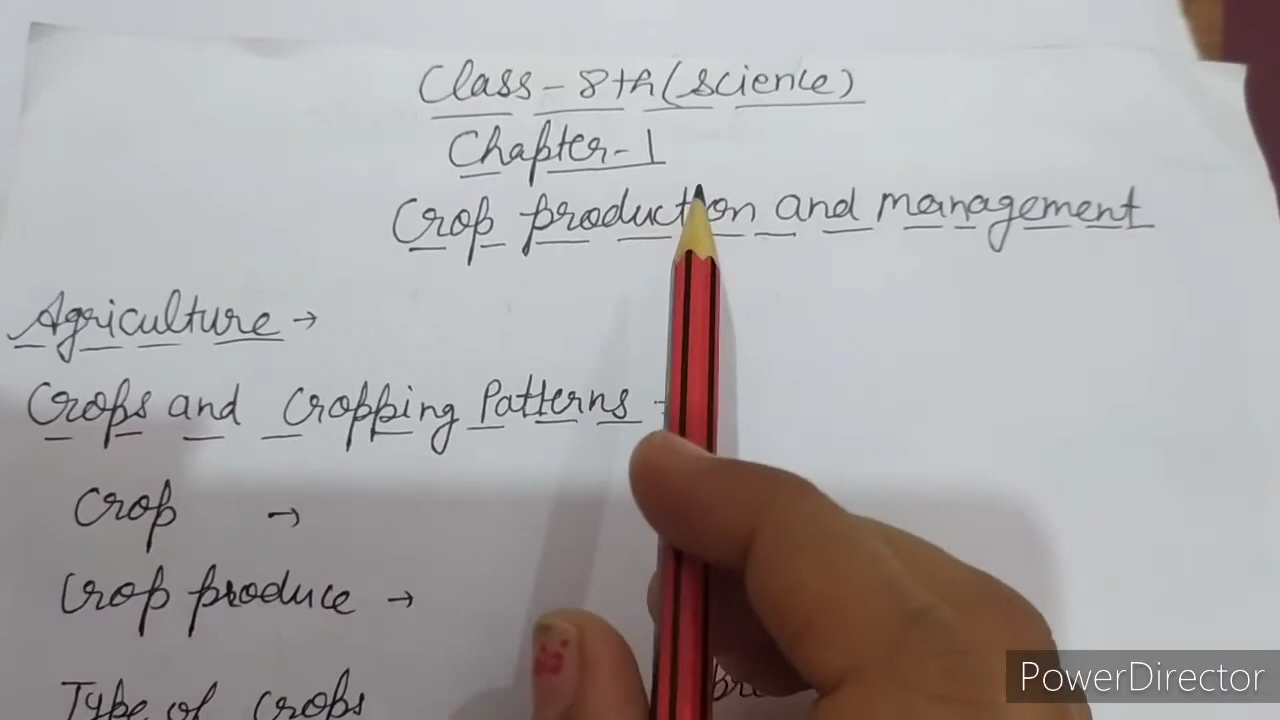 Class - 8th (science)
Chapter - 1
Crop production and management
Agriculture →
Crops and Cropping Patterns -
Crop →
Crop produce →
Type of crops
PowerDirector